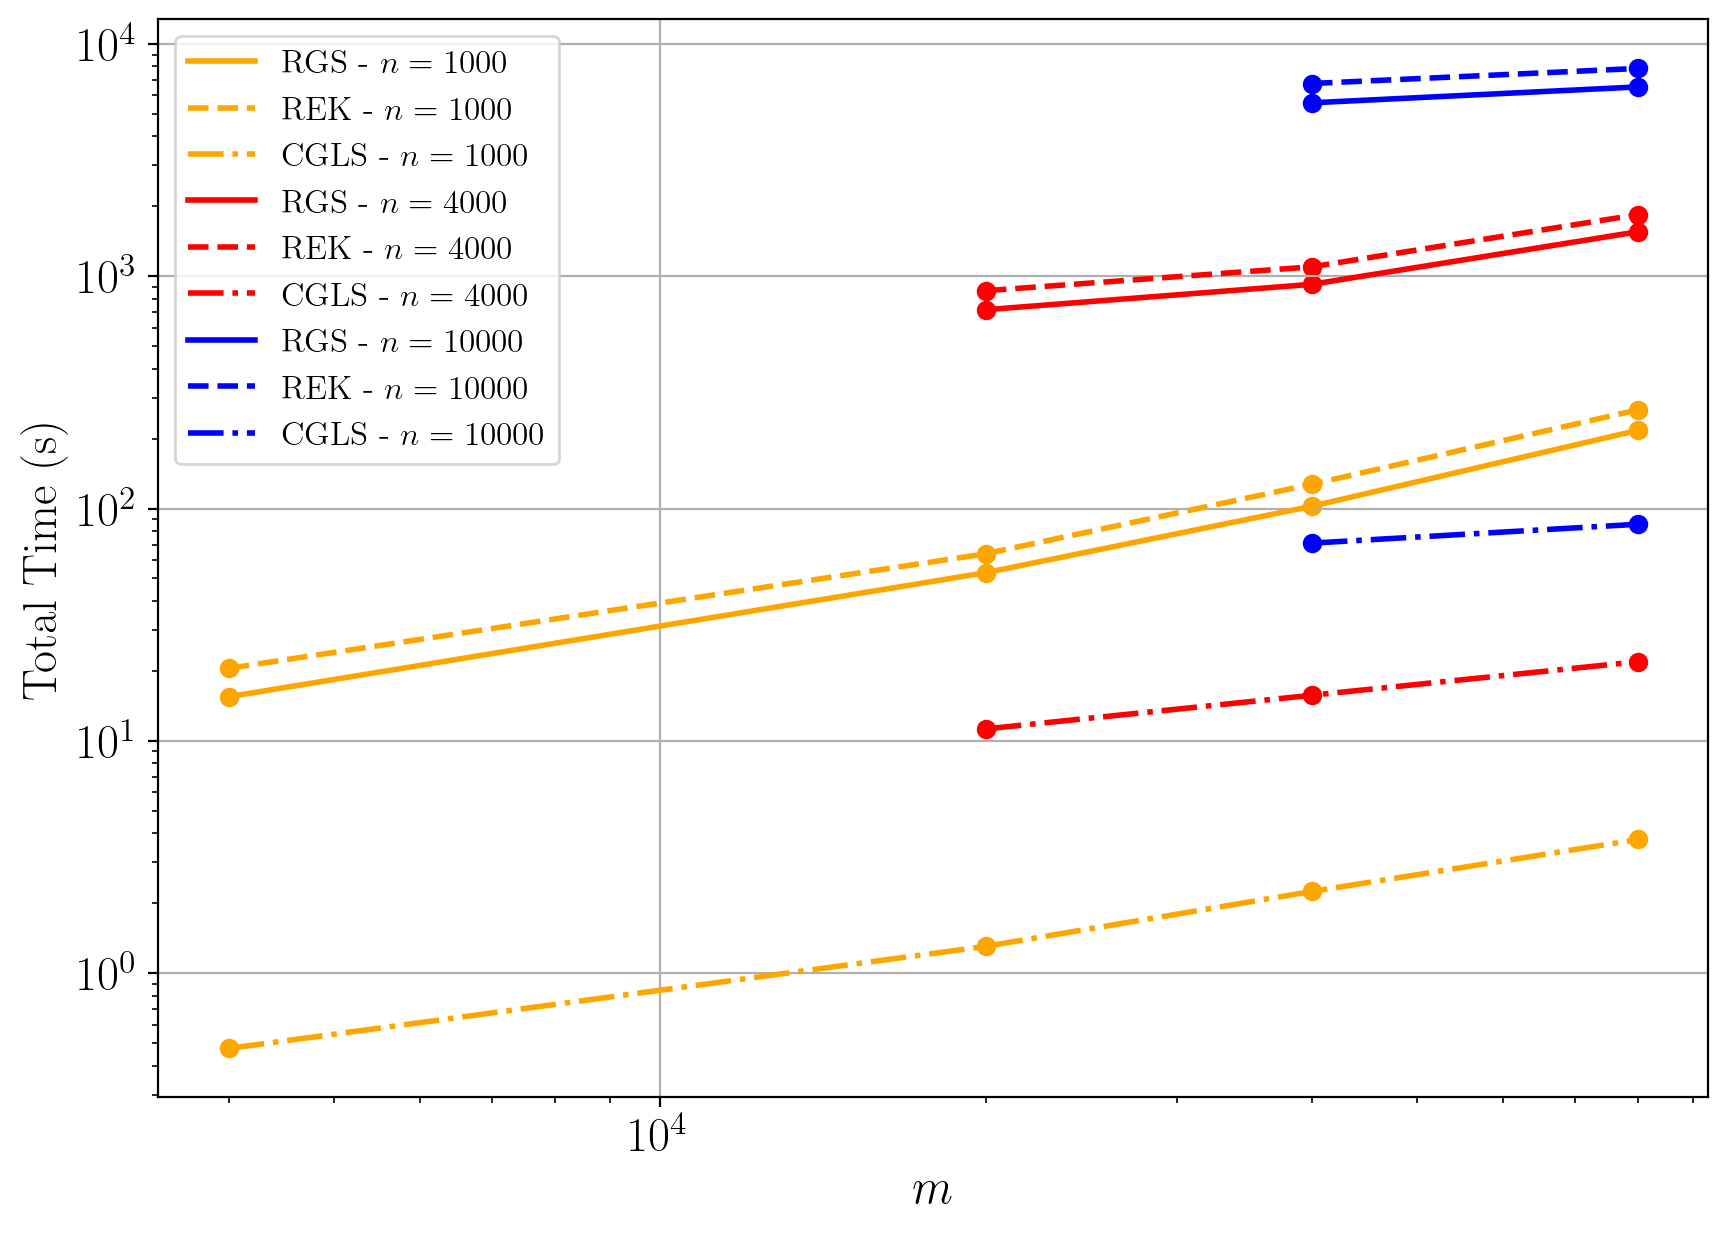 10^4
10^3
10^2
10^1
10^0
Total Time (s)
RGS - n = 1000
REK - n = 1000
CGLS - n = 1000
RGS - n = 4000
REK - n = 4000
CGLS - n = 4000
RGS - n = 10000
REK - n = 10000
CGLS - n = 10000
10^4
m